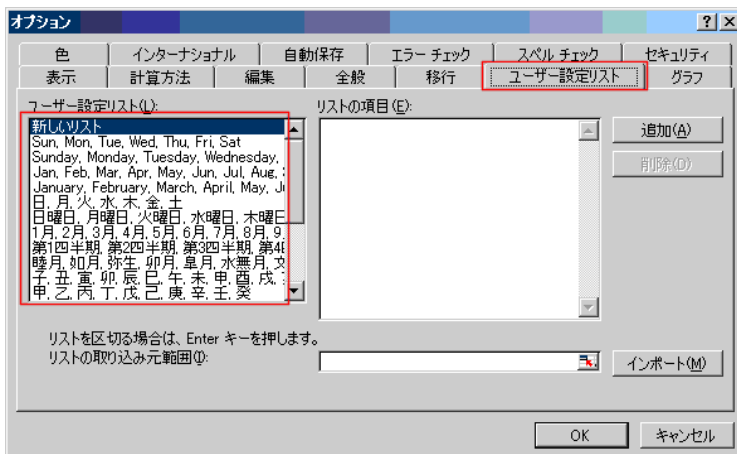 オプション
色 インターナショナル 自動保存 エラー チェック スペル チェック セキュリティ
表示 計算方法 編集 全般 移行 ユーザー設定リスト グラフ
ユーザー設定リスト(L):
新しいリスト
Sun, Mon, Tue, Wed, Thu, Fri, Sat
Sunday, Monday, Tuesday, Wednesday,
Jan, Feb, Mar, Apr, May, Jun, Jul, Aug,
January, February, March, April, May,
日, 月, 火, 水, 木, 金, 土
日曜日, 月曜日, 火曜日, 水曜日, 木曜日
1月, 2月, 3月, 4月, 5月, 6月, 7月, 8月, 9
第1四半期, 第2四半期, 第3四半期, 第4
睦月, 如月, 弥生, 卯月, 皐月, 水無月, 文
子, 丑, 寅, 卯, 辰, 巳, 午, 未, 申, 酉, 戌,
甲, 乙, 丙, 丁, 戊, 己, 庚, 辛, 壬, 癸
リストの項目(E):
追加(A)
削除(D)
リストを区切る場合は、Enter キーを押します。
リストの取り込み元範囲(I):
インポート(M)
OK キャンセル